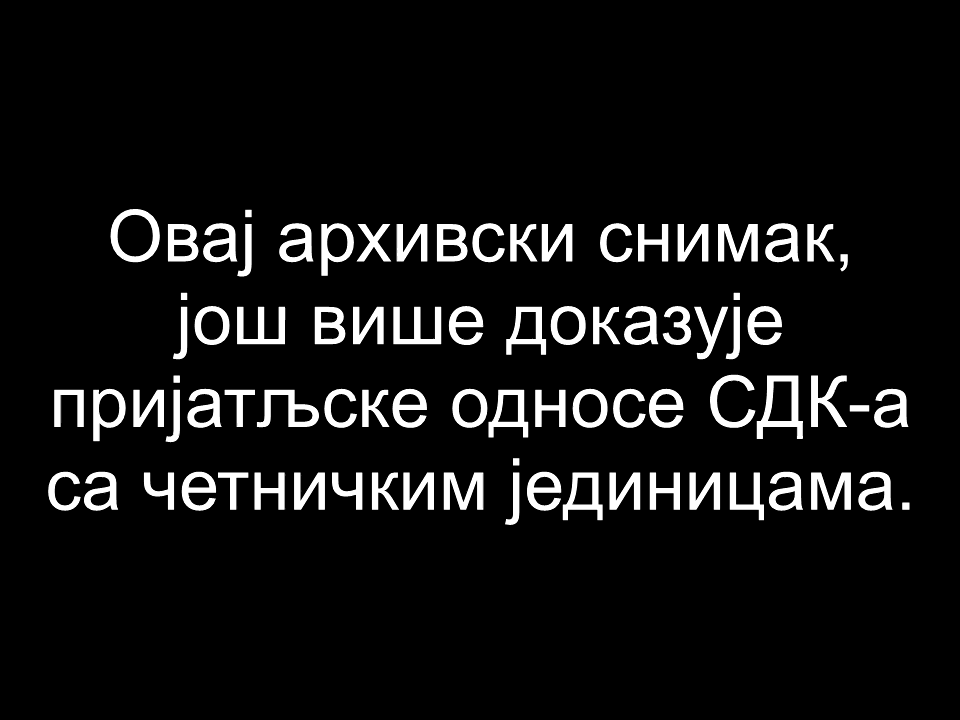 Овај архивски снимак,
још више доказује
пријатљске односе СДК-а
са четничким јединицама.